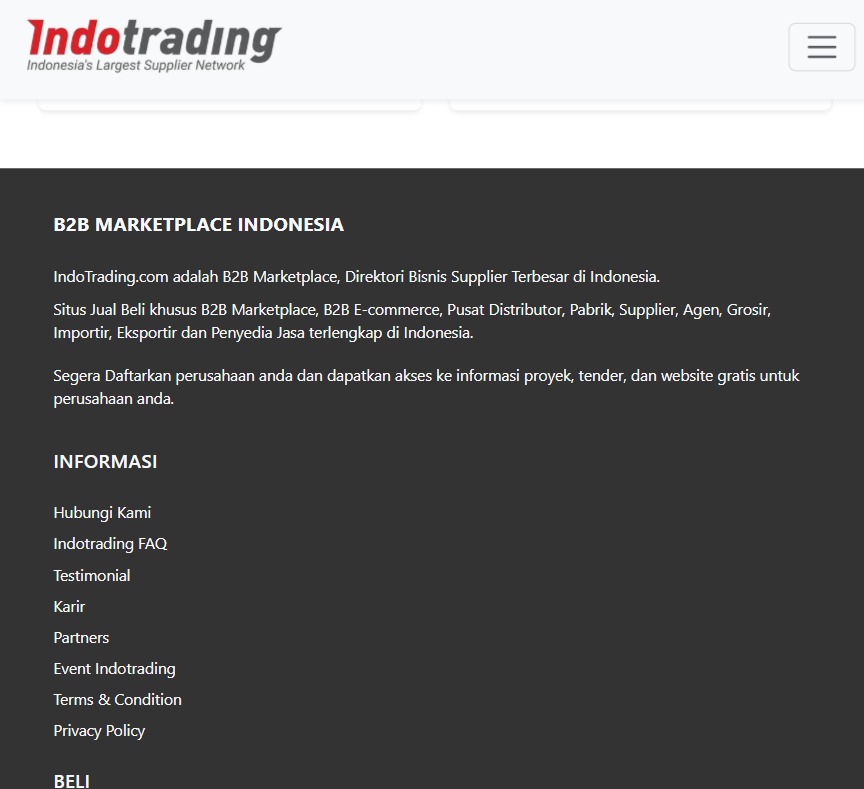 Indotrading
Indonesia's Largest Supplier Network
B2B MARKETPLACE INDONESIA
IndoTrading.com adalah B2B Marketplace, Direktori Bisnis Supplier Terbesar di Indonesia.
Situs Jual Beli khusus B2B Marketplace, B2B E-commerce, Pusat Distributor, Pabrik, Supplier, Agen, Grosir,
Importir, Eksportir dan Penyedia Jasa terlengkap di Indonesia.
Segera Daftarkan perusahaan anda dan dapatkan akses ke informasi proyek, tender, dan website gratis untuk
perusahaan anda.
INFORMASI
Hubungi Kami
Indotrading FAQ
Testimonial
Karir
Partners
Event Indotrading
Terms & Condition
Privacy Policy
BELI